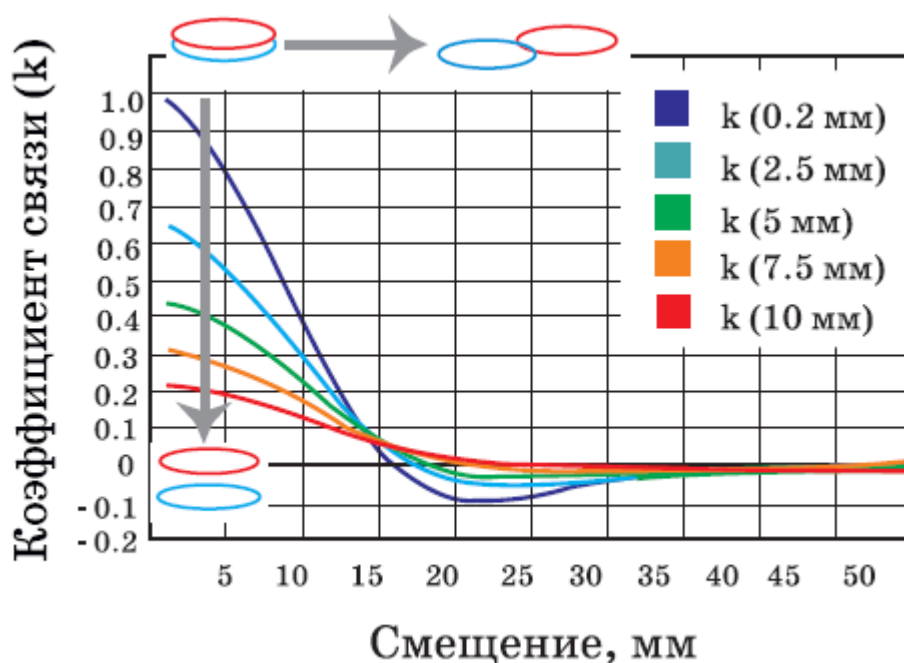 Коэффициент связи (k)
1.0
0.9
0.8
0.7
0.6
0.5
0.4
0.3
0.2
0.1
0
-0.1
-0.2
k (0.2 мм)
k (2.5 мм)
k (5 мм)
k (7.5 мм)
k (10 мм)
5 10 15 20 25 30 35 40 45 50
Смещение, мм